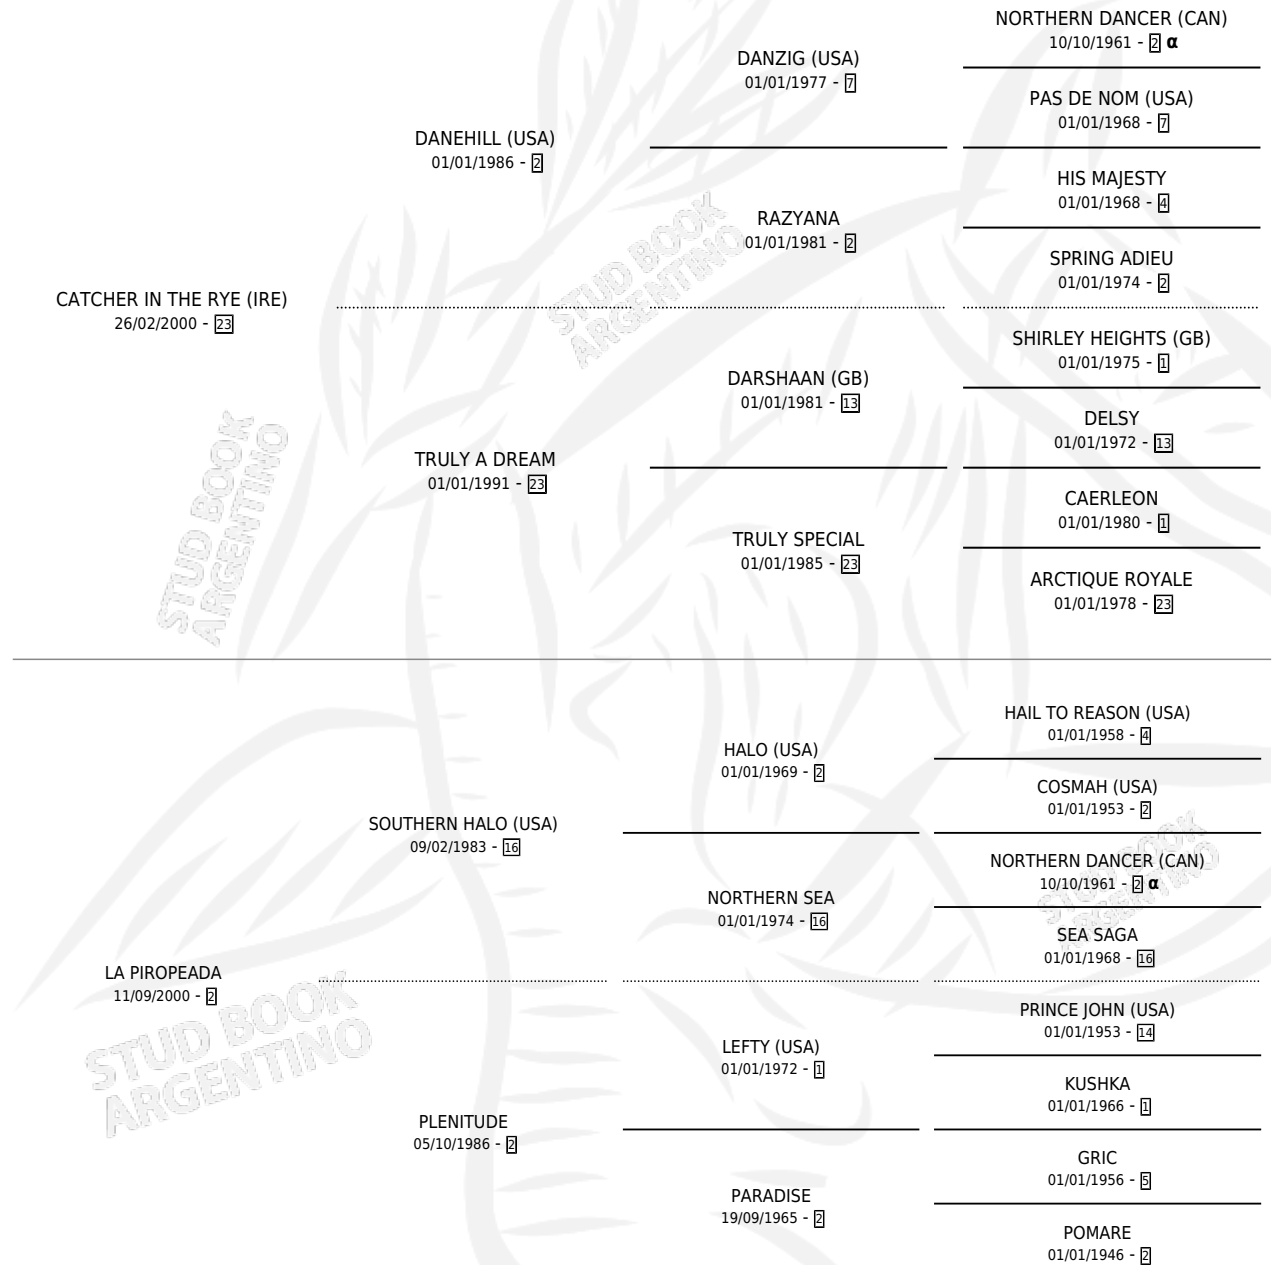 NORTHERN DANCER (CAN)
10/10/1961 - 2 α
DANZIG (USA)
01/01/1977 - 7
PAS DE NOM (USA)
01/01/1968 - 7
DANEHILL (USA)
01/01/1986 - 2
HIS MAJESTY
01/01/1968 - 4
RAZYANA
01/01/1981 - 2
SPRING ADIEU
01/01/1974 - 2
STUD BOOK
ARGENTINO
CATCHER IN THE RYE (IRE)
26/02/2000 - 23
SHIRLEY HEIGHTS (GB)
01/01/1975 - 1
DARSHAAN (GB)
01/01/1981 - 13
DELSY
01/01/1972 - 13
TRULY A DREAM
01/01/1991 - 23
CAERLEON
01/01/1980 - 1
TRULY SPECIAL
01/01/1985 - 23
ARCTIQUE ROYALE
01/01/1978 - 23
STUD BOOK
ARGENTINO
HAIL TO REASON (USA)
01/01/1958 - 4
HALO (USA)
01/01/1969 - 2
COSMAH (USA)
01/01/1953 - 2
SOUTHERN HALO (USA)
09/02/1983 - 16
NORTHERN DANCER (CAN)
10/10/1961 - 2 α
NORTHERN SEA
01/01/1974 - 16
SEA SAGA
01/01/1968 - 16
STUD BOOK
ARGENTINO
LA PIROPEADA
11/09/2000 - 2
PRINCE JOHN (USA)
01/01/1953 - 14
LEFTY (USA)
01/01/1972 - 1
KUSHKA
01/01/1966 - 1
STUD BOOK
ARGENTINO
PLENITUDE
05/10/1986 - 2
GRIC
01/01/1956 - 5
PARADISE
19/09/1965 - 2
POMARE
01/01/1946 - 2